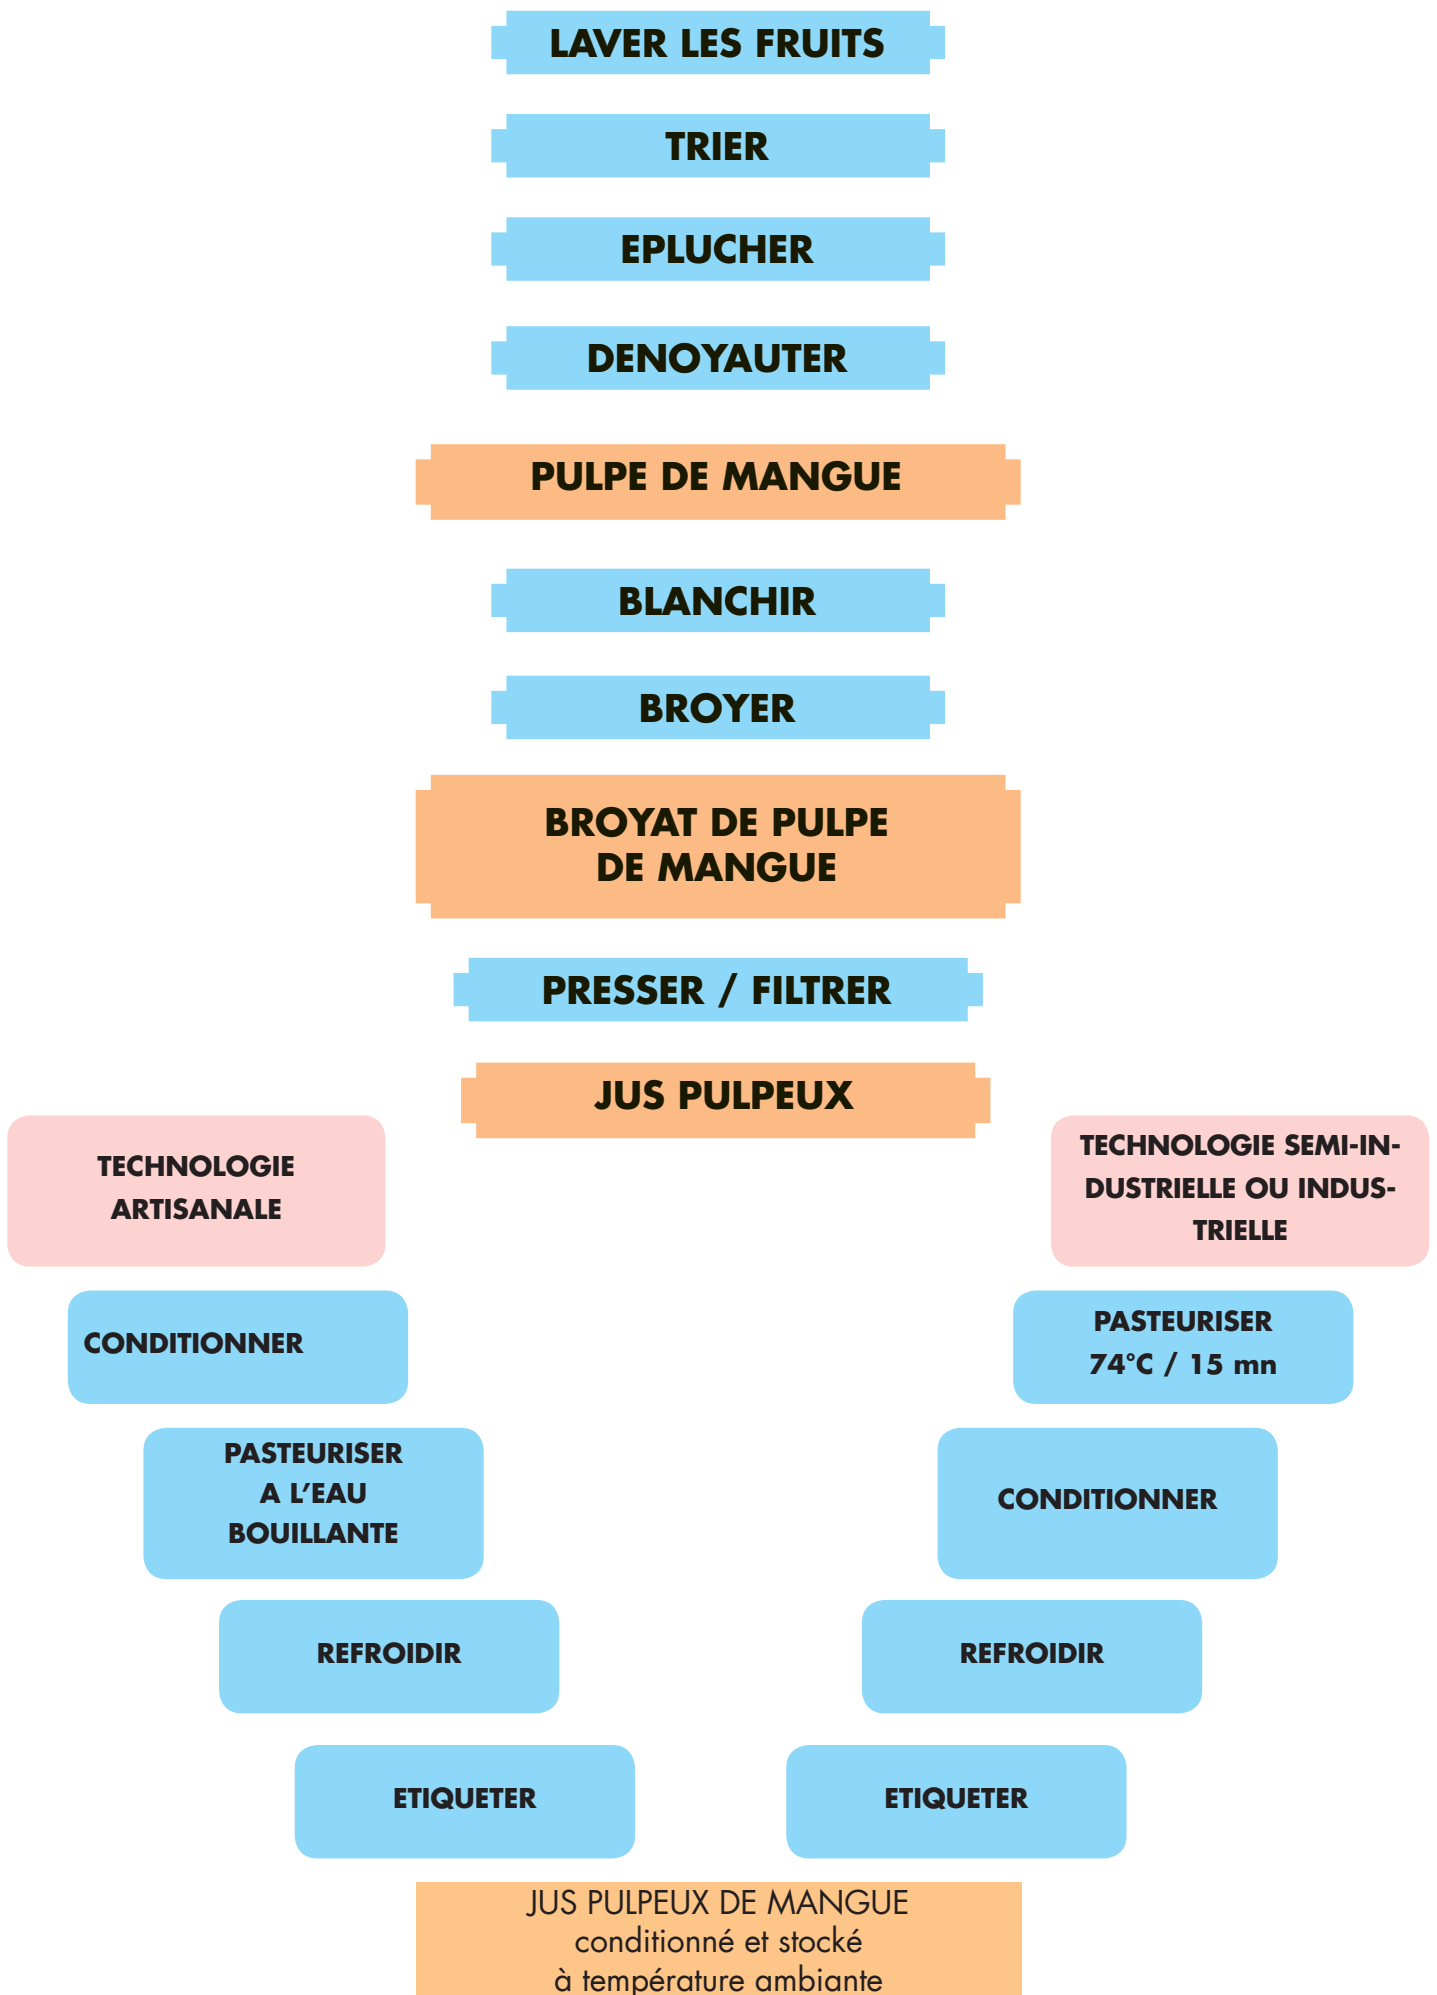 LAVER LES FRUITS
TRIER
EPLUCHER
DENOYAUTER
PULPE DE MANGUE
BLANCHIR
BROYER
BROYAT DE PULPE
DE MANGUE
PRESSER / FILTRER
JUS PULPEUX
TECHNOLOGIE
ARTISANALE
CONDITIONNER
PASTEURISER
A L’EAU
BOUILLANTE
REFROIDIR
ETIQUETER
TECHNOLOGIE SEMI-IN-
DUSTRIELLE OU INDUS-
TRIELLE
PASTEURISER
74°C / 15 mn
CONDITIONNER
REFROIDIR
ETIQUETER
JUS PULPEUX DE MANGUE
conditionné et stocké
à température ambiante